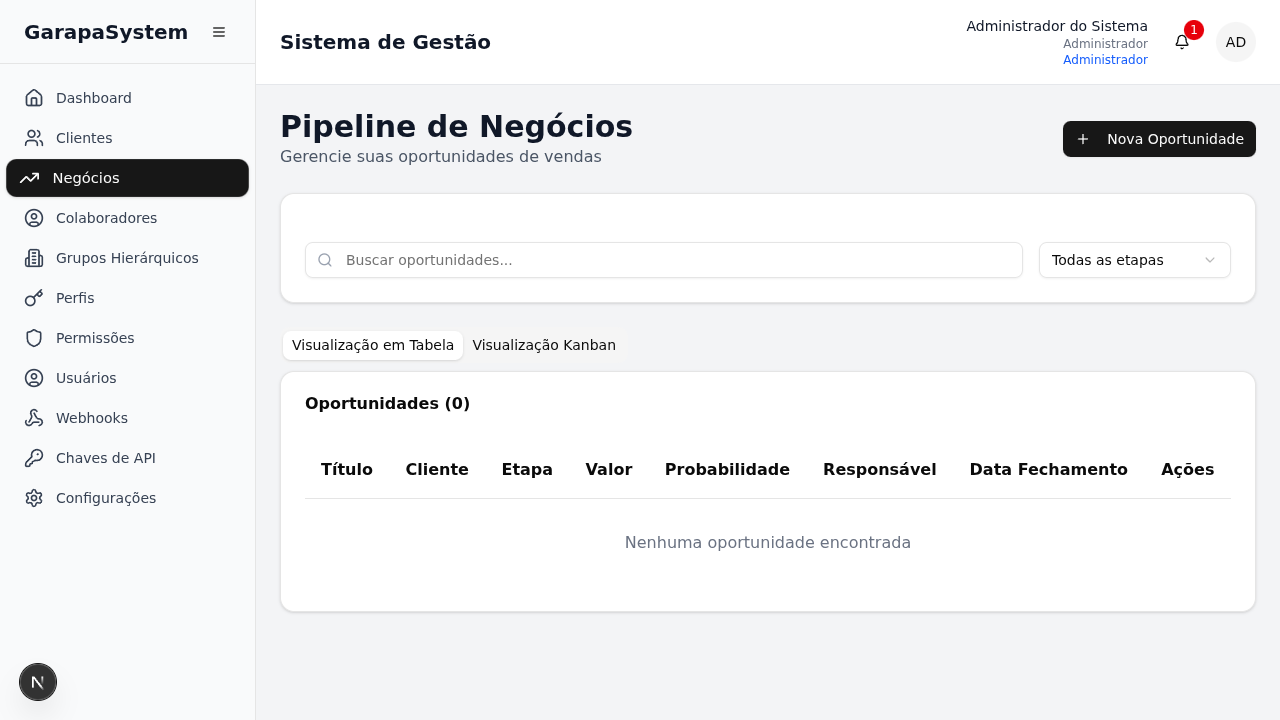 GarapaSystem
Dashboard
Clientes
Negócios
Colaboradores
Grupos Hierárquicos
Perfis
Permissões
Usuários
Webhooks
Chaves de API
Configurações
N
Sistema de Gestão
Administrador do Sistema
Administrador
Administrador
1
AD
Pipeline de Negócios
Gerencie suas oportunidades de vendas
Nova Oportunidade
Buscar oportunidades...
Todas as etapas
Visualização em Tabela
Visualização Kanban
Oportunidades (0)
Título Cliente Etapa Valor Probabilidade Responsável Data Fechamento Ações
Nenhuma oportunidade encontrada